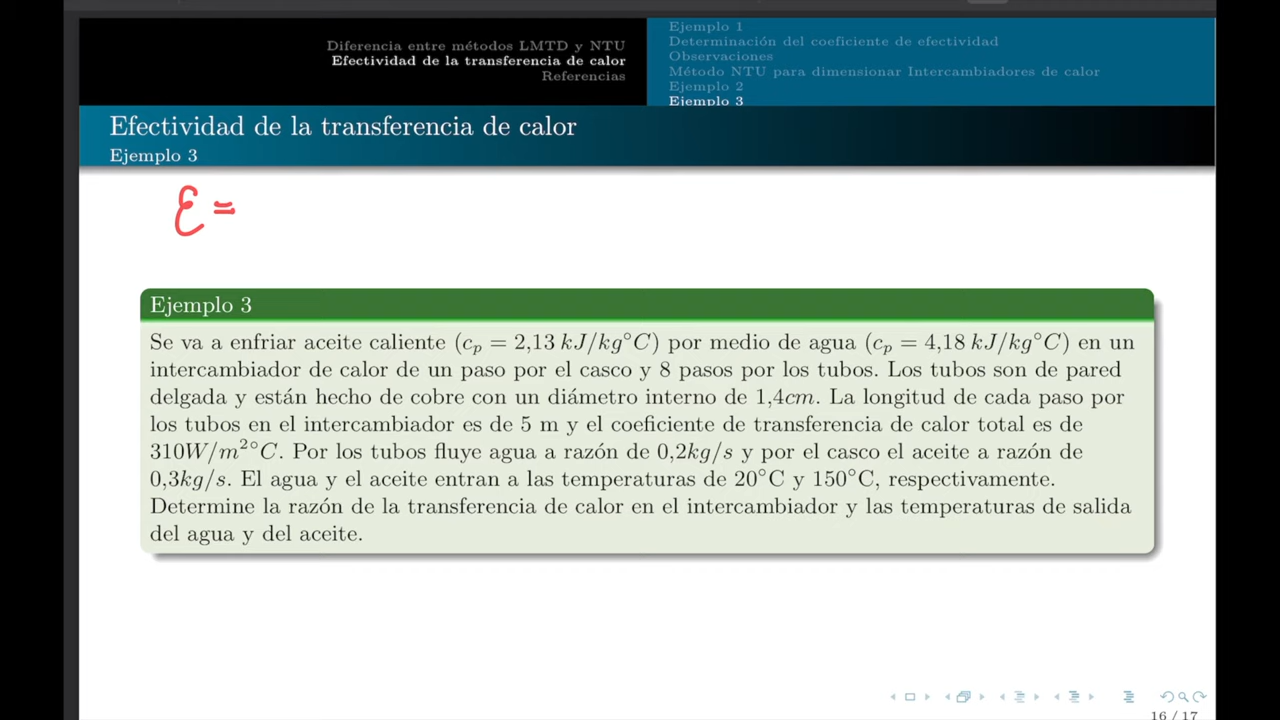 Diferencia entre métodos LMTD y NTU
Efectividad de la transferencia de calor
Referencias
Ejemplo 1
Determinación del coeficiente de efectividad
Observaciones
Método NTU para dimensionar Intercambiadores de calor
Ejemplo 2
Ejemplo 3
Efectividad de la transferencia de calor
Ejemplo 3
ε =
Ejemplo 3
Se va a enfriar aceite caliente (c_p = 2,13 kJ/kg°C) por medio de agua (c_p = 4,18 kJ/kg°C) en un
intercambiador de calor de un paso por el casco y 8 pasos por los tubos. Los tubos son de pared
delgada y están hecho de cobre con un diámetro interno de 1,4cm. La longitud de cada paso por
los tubos en el intercambiador es de 5 m y el coeficiente de transferencia de calor total es de
310W/m²°C. Por los tubos fluye agua a razón de 0,2kg/s y por el casco el aceite a razón de
0,3kg/s. El agua y el aceite entran a las temperaturas de 20°C y 150°C, respectivamente.
Determine la razón de la transferencia de calor en el intercambiador y las temperaturas de salida
del agua y del aceite.
16 / 17